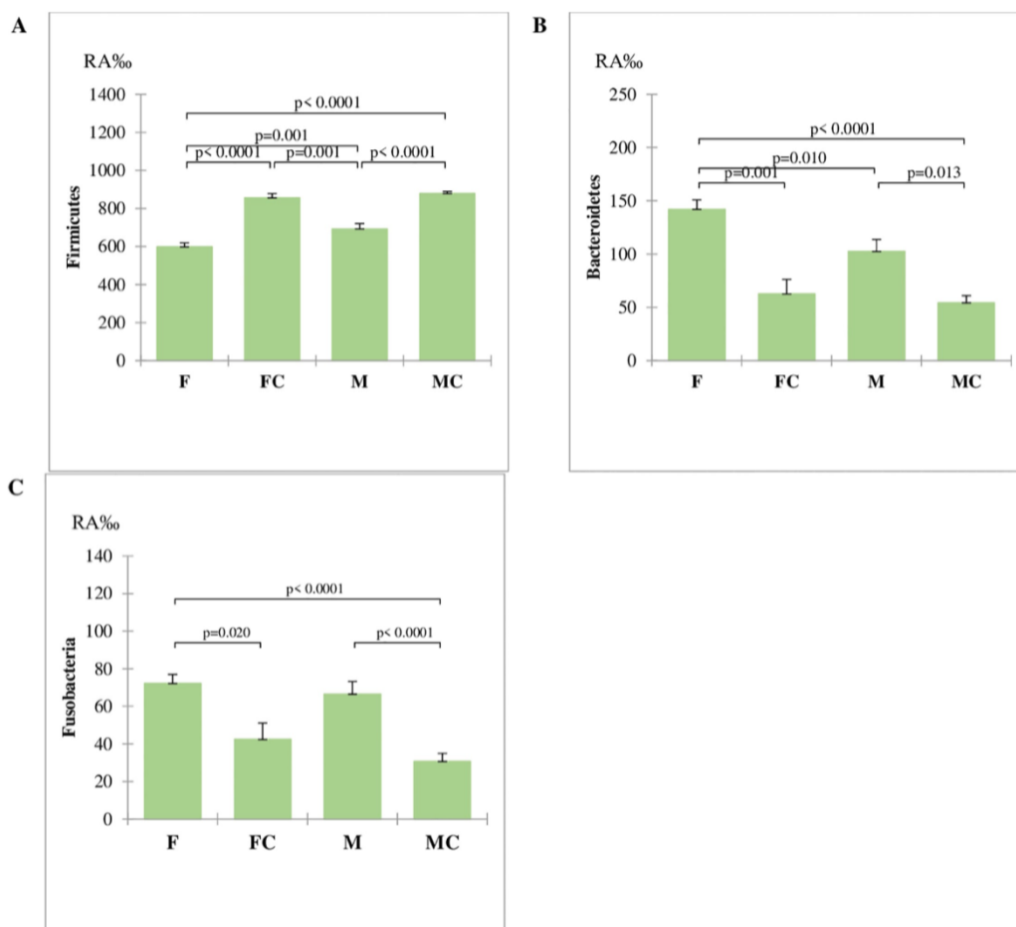 A
RA‰
1400
1200
1000
800
600
400
200
0
Firmicutes
p< 0.0001
p=0.001
p< 0.0001 p=0.001 p< 0.0001
F FC M MC
B
RA‰
250
200
150
100
50
0
Bacteroidetes
p< 0.0001
p=0.010
p=0.001 p=0.013
F FC M MC
C
RA‰
140
120
100
80
60
40
20
0
Fusobacteria
p< 0.0001
p=0.020 p< 0.0001
F FC M MC